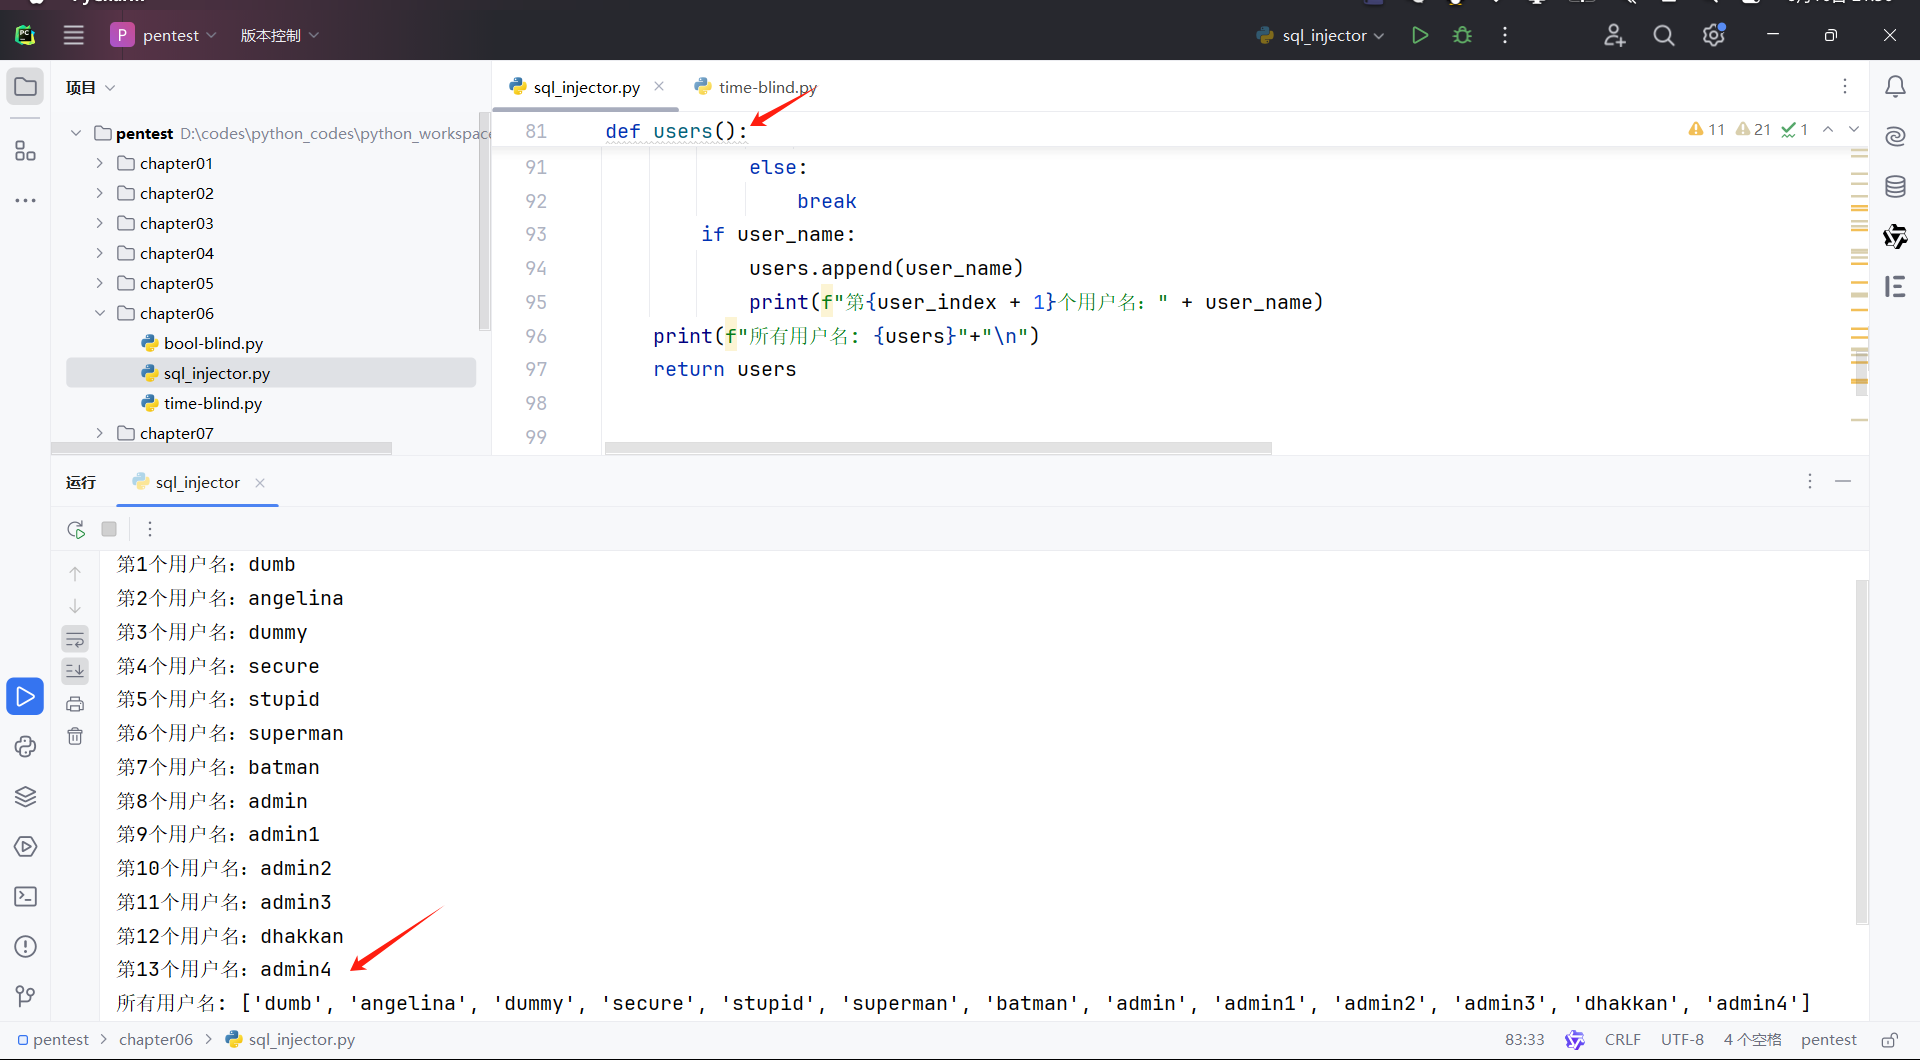 P pentest 版本控制 sql_injector
项目
sql_injector.py time-blind.py
pentest D:\codes\python_codes\python_workspac
chapter01
chapter02
chapter03
chapter04
chapter05
chapter06
bool-blind.py
sql_injector.py
time-blind.py
chapter07
81 def users(): 11 21 1
91 else:
92 break
93 if user_name:
94 users.append(user_name)
95 print(f"第{user_index + 1}个用户名：" + user_name)
96 print(f"所有用户名: {users}"+"\n")
97 return users
98
99
运行 sql_injector
第1个用户名：dumb
第2个用户名：angelina
第3个用户名：dummy
第4个用户名：secure
第5个用户名：stupid
第6个用户名：superman
第7个用户名：batman
第8个用户名：admin
第9个用户名：admin1
第10个用户名：admin2
第11个用户名：admin3
第12个用户名：dhakkan
第13个用户名：admin4
所有用户名: ['dumb', 'angelina', 'dummy', 'secure', 'stupid', 'superman', 'batman', 'admin', 'admin1', 'admin2', 'admin3', 'dhakkan', 'admin4']
pentest > chapter06 > sql_injector.py 83:33 CRLF UTF-8 4 个空格 pentest